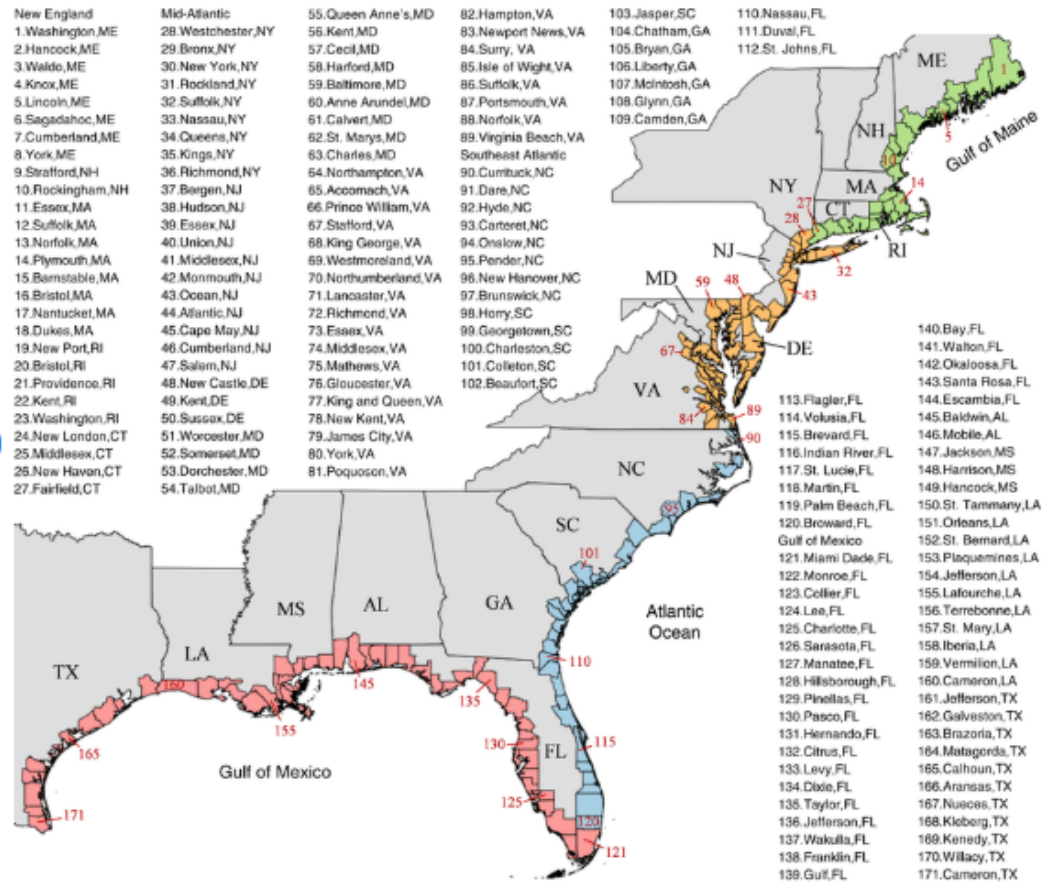 New England
1.Washington,ME
2.Hancock,ME
3.Waldo,ME
4.Knox,ME
5.Lincoln,ME
6.Sagadahoc,ME
7.Cumberland,ME
8.York,ME
9.Strafford,NH
10.Rockingham,NH
11.Essex,MA
12.Suffolk,MA
13.Norfolk,MA
14.Plymouth,MA
15.Barnstable,MA
16.Bristol,MA
17.Nantucket,MA
18.Dukes,MA
19.New Port,RI
20.Bristol,RI
21.Providence,RI
22.Kent,RI
23.Washington,RI
24.New London,CT
25.Middlesex,CT
26.New Haven,CT
27.Fairfield,CT
Mid-Atlantic
28.Westchester,NY
29.Bronx,NY
30.New York,NY
31.Rockland,NY
32.Suffolk,NY
33.Nassau,NY
34.Queens,NY
35.Kings,NY
36.Richmond,NY
37.Bergen,NJ
38.Hudson,NJ
39.Essex,NJ
40.Union,NJ
41.Middlesex,NJ
42.Monmouth,NJ
43.Ocean,NJ
44.Atlantic,NJ
45.Cape May,NJ
46.Cumberland,NJ
47.Salem,NJ
48.New Castle,DE
49.Kent,DE
50.Sussex,DE
51.Worcester,MD
52.Somerset,MD
53.Dorchester,MD
54.Talbot,MD
55.Queen Anne's,MD
56.Kent,MD
57.Cecil,MD
58.Harford,MD
59.Baltimore,MD
60.Anne Arundel,MD
61.Calvert,MD
62.St. Marys,MD
63.Charles,MD
64.Northampton,VA
65.Accomach,VA
66.Prince William,VA
67.Stafford,VA
68.King George,VA
69.Westmoreland,VA
70.Northumberland,VA
71.Lancaster,VA
72.Richmond,VA
73.Essex,VA
74.Middlesex,VA
75.Mathews,VA
76.Gloucester,VA
77.King and Queen,VA
78.New Kent,VA
79.James City,VA
80.York,VA
81.Poquoson,VA
82.Hampton,VA
83.Newport News,VA
84.Surry, VA
85.Isle of Wight,VA
86.Suffolk,VA
87.Portsmouth,VA
88.Norfolk,VA
89.Virginia Beach,VA
Southeast Atlantic
90.Currituck,NC
91.Dare,NC
92.Hyde,NC
93.Carteret,NC
94.Onslow,NC
95.Pender,NC
96.New Hanover,NC
97.Brunswick,NC
98.Horry,SC
99.Georgetown,SC
100.Charleston,SC
101.Colleton,SC
102.Beaufort,SC
103.Jasper,SC
104.Chatham,GA
105.Bryan,GA
106.Liberty,GA
107.McIntosh,GA
108.Glynn,GA
109.Camden,GA
110.Nassau,FL
111.Duval,FL
112.St. Johns,FL
113.Flagler,FL
114.Volusia,FL
115.Brevard,FL
116.Indian River,FL
117.St. Lucie,FL
118.Martin,FL
119.Palm Beach,FL
120.Broward,FL
Gulf of Mexico
121.Miami Dade,FL
122.Monroe,FL
123.Collier,FL
124.Lee,FL
125.Charlotte,FL
126.Sarasota,FL
127.Manatee,FL
128.Hillsborough,FL
129.Pinellas,FL
130.Pasco,FL
131.Hernando,FL
132.Citrus,FL
133.Levy,FL
134.Dixie,FL
135.Taylor,FL
136.Jefferson,FL
137.Wakulla,FL
138.Franklin,FL
139.Gulf,FL
140.Bay,FL
141.Walton,FL
142.Okaloosa,FL
143.Santa Rosa,FL
144.Escambia,FL
145.Baldwin,AL
146.Mobile,AL
147.Jackson,MS
148.Harrison,MS
149.Hancock,MS
150.St. Tammany,LA
151.Orleans,LA
152.St. Bernard,LA
153.Plaquemines,LA
154.Jefferson,LA
155.Lafourche,LA
156.Terrebonne,LA
157.St. Mary,LA
158.Iberia,LA
159.Vermilion,LA
160.Cameron,LA
161.Jefferson,TX
162.Galveston,TX
163.Brazoria,TX
164.Matagorda,TX
165.Calhoun,TX
166.Aransas,TX
167.Nueces,TX
168.Kleberg,TX
169.Kenedy,TX
170.Willacy,TX
171.Cameron,TX
ME
1
NH
5
Gulf of Maine
10
NY
MA
14
27
CT
28
RI
NJ
32
MD
59
48
43
67
DE
VA
84
89
90
NC
95
SC
101
MS
AL
GA
Atlantic
Ocean
LA
TX
110
160
145
135
155
165
130
FL
115
Gulf of Mexico
125
171
120
121